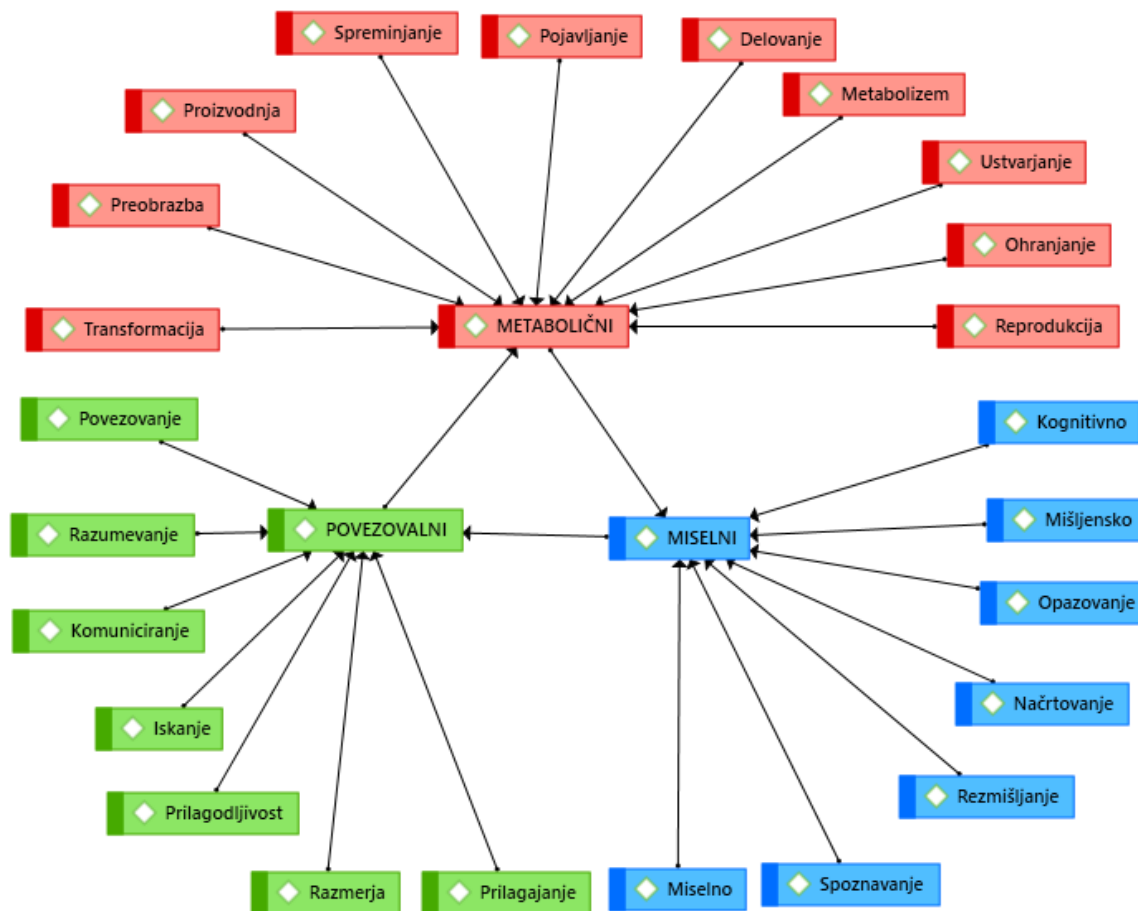 Spreminjanje
Pojavljanje
Delovanje
Proizvodnja
Metabolizem
Ustvarjanje
Preobrazba
Ohranjanje
Transformacija
METABOLIČNI
Reprodukcija
Povezovanje
Kognitivno
Razumevanje
POVEZOVALNI
MISELNI
Mišljensko
Komuniciranje
Opazovanje
Iskanje
Načrtovanje
Prilagodljivost
Rezmišljanje
Razmerja
Prilagajanje
Miselno
Spoznavanje